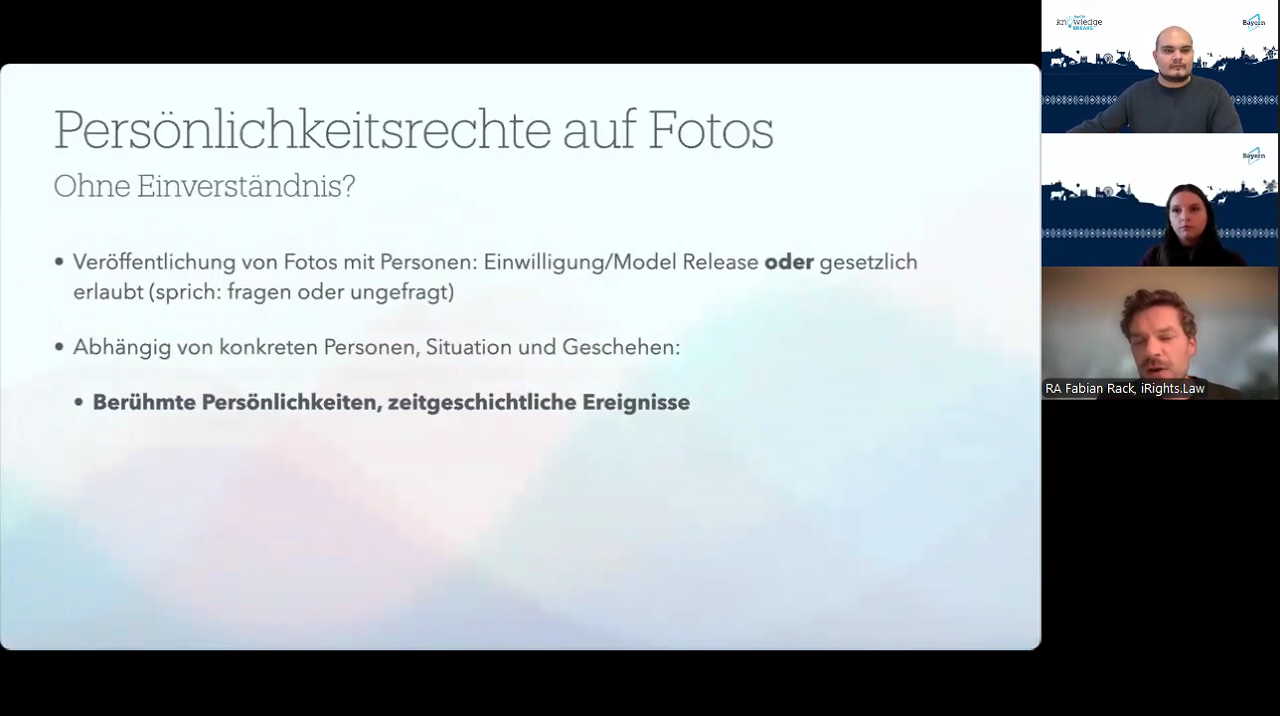 Persönlichkeitsrechte auf Fotos
Ohne Einverständnis?
• Veröffentlichung von Fotos mit Personen: Einwilligung/Model Release oder gesetzlich
erlaubt (sprich: fragen oder ungefragt)
• Abhängig von konkreten Personen, Situation und Geschehen:
• Berühmte Persönlichkeiten, zeitgeschichtliche Ereignisse
knowledge
BREAKS
Bayern
Bayern
RA Fabian Rack, iRights.Law